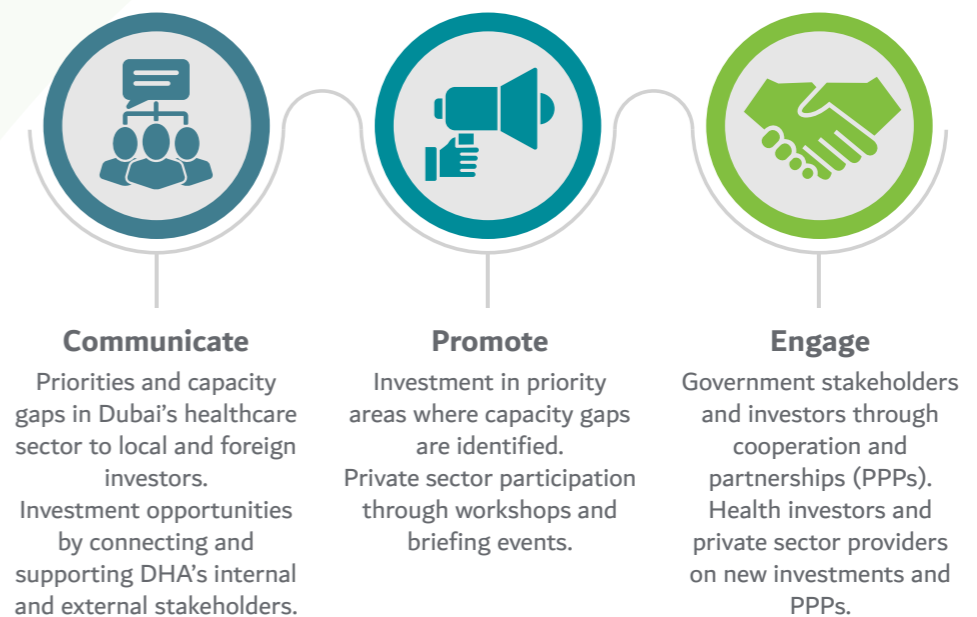 Communicate
Priorities and capacity
gaps in Dubai’s healthcare
sector to local and foreign
investors.
Investment opportunities
by connecting and
supporting DHA’s internal
and external stakeholders.
Promote
Investment in priority
areas where capacity gaps
are identified.
Private sector participation
through workshops and
briefing events.
Engage
Government stakeholders
and investors through
cooperation and
partnerships (PPPs).
Health investors and
private sector providers
on new investments and
PPPs.